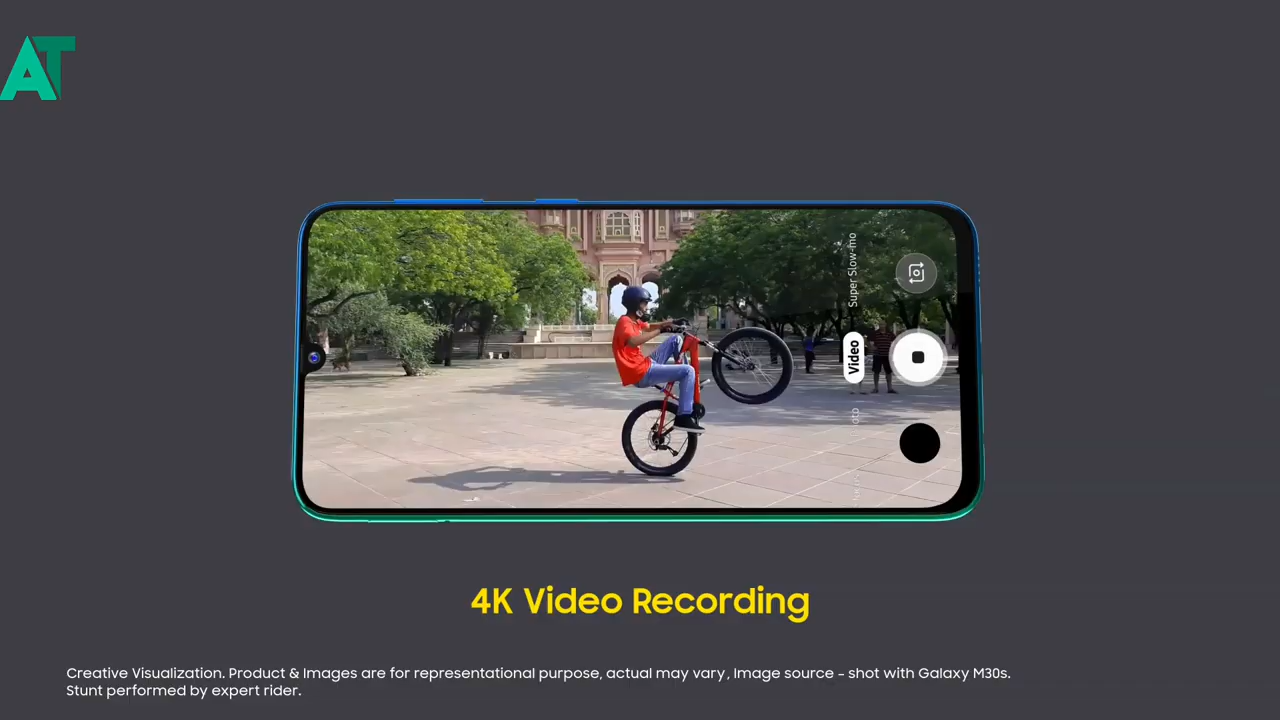 AT
Super Slow-mo
Video
4K Video Recording
Creative Visualization. Product & Images are for representational purpose, actual may vary, Image source - shot with Galaxy M30s.
Stunt performed by expert rider.